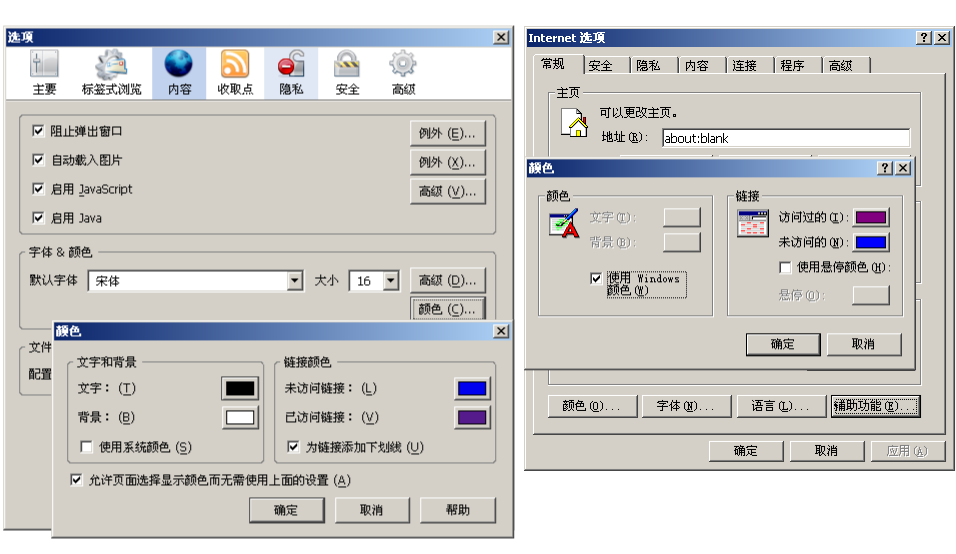 选项
主要 标签式浏览 内容 收取点 隐私 安全 高级
阻止弹出窗口 例外 (E)...
自动载入图片 例外 (X)...
启用 JavaScript 高级 (V)...
启用 Java
字体 & 颜色
默认字体 宋体 大小 16 高级 (D)...
颜色 (C)...
文件
配置
颜色
文字和背景
文字： (T)
背景： (B)
使用系统颜色 (S)
链接颜色
未访问链接： (L)
已访问链接： (V)
为链接添加下划线 (U)
允许页面选择显示颜色而无需使用上面的设置 (A)
确定 取消 帮助
Internet 选项
常规 安全 隐私 内容 连接 程序 高级
主页
可以更改主页。
地址 (R): about:blank
颜色
颜色
文字 (T):
背景 (B):
使用 Windows
颜色 (W)
链接
访问过的 (I):
未访问的 (N):
使用悬停颜色 (H):
悬停 (O):
确定 取消
颜色 (O)... 字体 (N)... 语言 (L)... 辅助功能 (E)...
确定 取消 应用 (A)